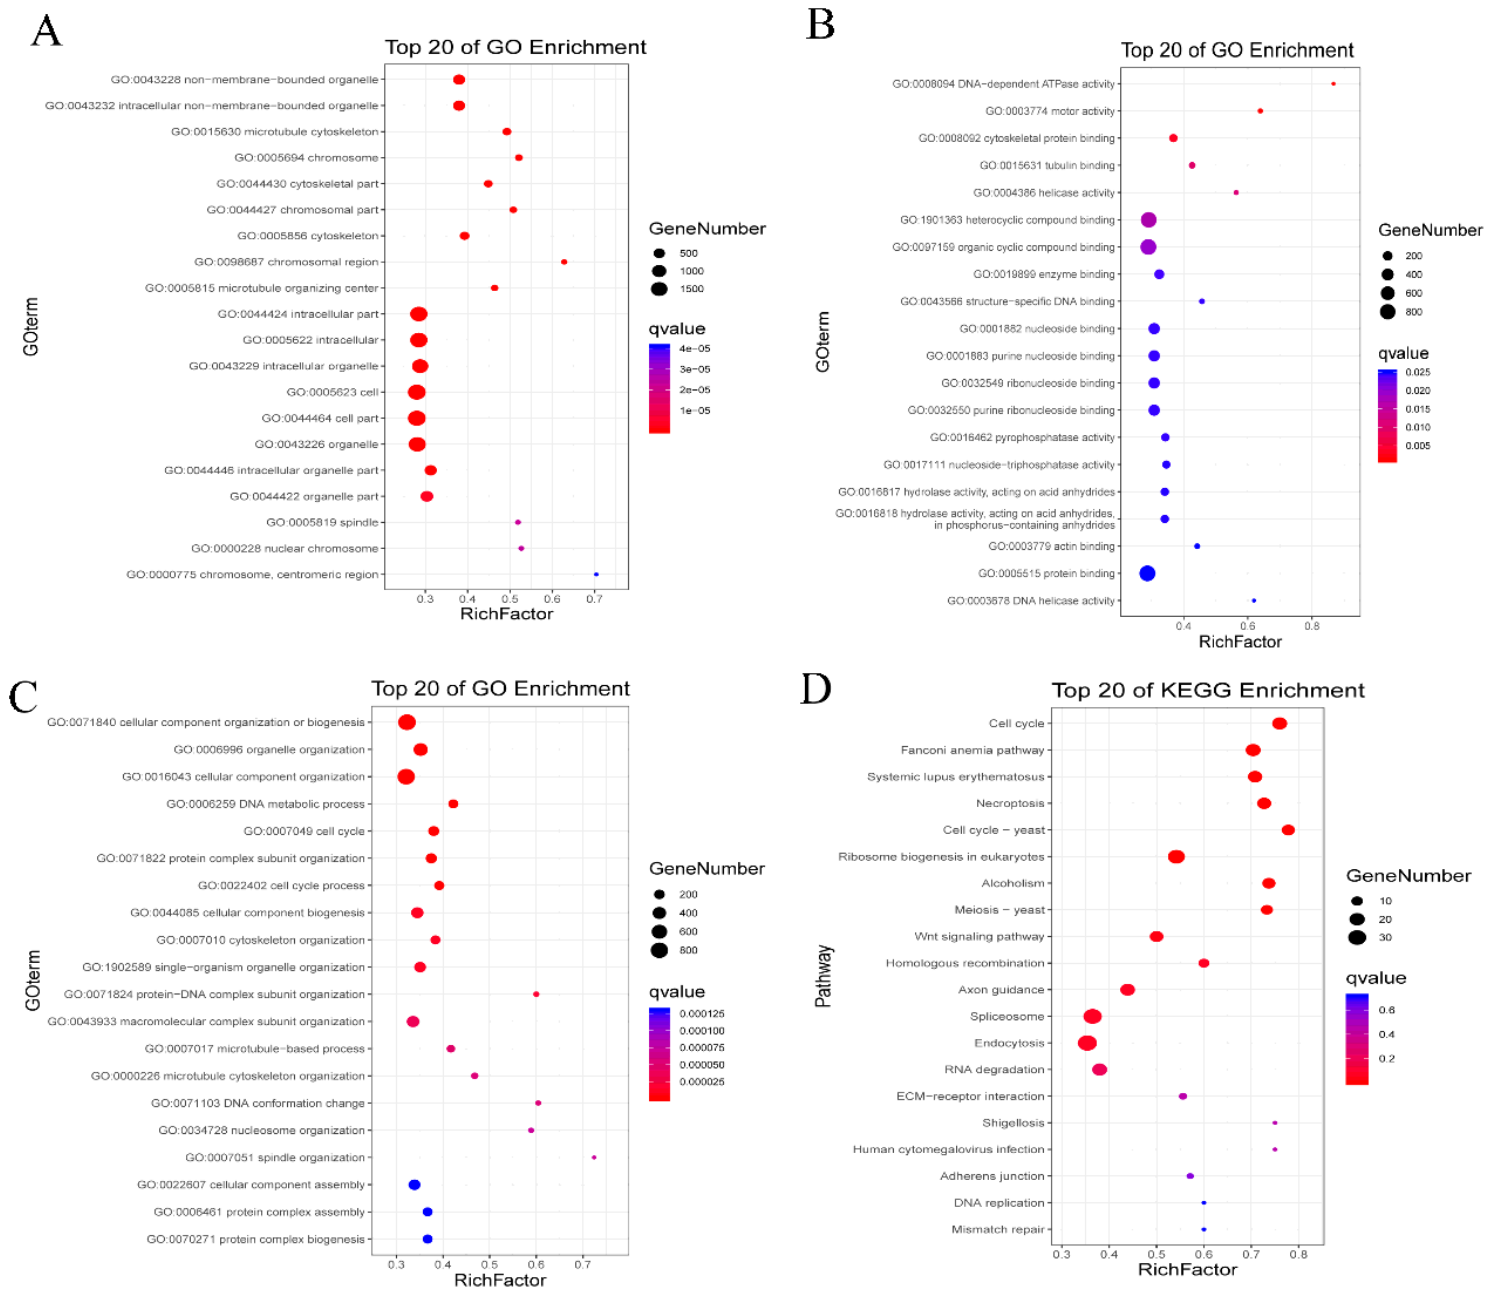 A
Top 20 of GO Enrichment
GO:0043228 non-membrane-bounded organelle
GO:0043232 intracellular non-membrane-bounded organelle
GO:0015630 microtubule cytoskeleton
GO:0005694 chromosome
GO:0044430 cytoskeletal part
GO:0044427 chromosomal part
GO:0005856 cytoskeleton
GO:0098687 chromosomal region
GO:0005815 microtubule organizing center
GO:0044424 intracellular part
GO:0005622 intracellular
GO:0043229 intracellular organelle
GO:0005623 cell
GO:0044464 cell part
GO:0043226 organelle
GO:0044446 intracellular organelle part
GO:0044422 organelle part
GO:0005819 spindle
GO:0000228 nuclear chromosome
GO:0000775 chromosome, centromeric region
GOterm
0.3 0.4 0.5 0.6 0.7
RichFactor
GeneNumber
500
1000
1500
qvalue
4e-05
3e-05
2e-05
1e-05
B
Top 20 of GO Enrichment
GO:0008094 DNA-dependent ATPase activity
GO:0003774 motor activity
GO:0008092 cytoskeletal protein binding
GO:0015631 tubulin binding
GO:0004386 helicase activity
GO:1901363 heterocyclic compound binding
GO:0097159 organic cyclic compound binding
GO:0019899 enzyme binding
GO:0043566 structure-specific DNA binding
GO:0001882 nucleoside binding
GO:0001883 purine nucleoside binding
GO:0032549 ribonucleoside binding
GO:0032550 purine ribonucleoside binding
GO:0016462 pyrophosphatase activity
GO:0017111 nucleoside-triphosphatase activity
GO:0016817 hydrolase activity, acting on acid anhydrides
GO:0016818 hydrolase activity, acting on acid anhydrides,
in phosphorus-containing anhydrides
GO:0003779 actin binding
GO:0005515 protein binding
GO:0003678 DNA helicase activity
GOterm
0.4 0.6 0.8
RichFactor
GeneNumber
200
400
600
800
qvalue
0.025
0.020
0.015
0.010
0.005
C
Top 20 of GO Enrichment
GO:0071840 cellular component organization or biogenesis
GO:0006996 organelle organization
GO:0016043 cellular component organization
GO:0006259 DNA metabolic process
GO:0007049 cell cycle
GO:0071822 protein complex subunit organization
GO:0022402 cell cycle process
GO:0044085 cellular component biogenesis
GO:0007010 cytoskeleton organization
GO:1902589 single-organism organelle organization
GO:0071824 protein-DNA complex subunit organization
GO:0043933 macromolecular complex subunit organization
GO:0007017 microtubule-based process
GO:0000226 microtubule cytoskeleton organization
GO:0071103 DNA conformation change
GO:0034728 nucleosome organization
GO:0007051 spindle organization
GO:0022607 cellular component assembly
GO:0006461 protein complex assembly
GO:0070271 protein complex biogenesis
GOterm
0.3 0.4 0.5 0.6 0.7
RichFactor
GeneNumber
200
400
600
800
qvalue
0.000125
0.000100
0.000075
0.000050
0.000025
D
Top 20 of KEGG Enrichment
Cell cycle
Fanconi anemia pathway
Systemic lupus erythematosus
Necroptosis
Cell cycle - yeast
Ribosome biogenesis in eukaryotes
Alcoholism
Meiosis - yeast
Wnt signaling pathway
Homologous recombination
Axon guidance
Spliceosome
Endocytosis
RNA degradation
ECM-receptor interaction
Shigellosis
Human cytomegalovirus infection
Adherens junction
DNA replication
Mismatch repair
Pathway
0.3 0.4 0.5 0.6 0.7 0.8
RichFactor
GeneNumber
10
20
30
qvalue
0.6
0.4
0.2